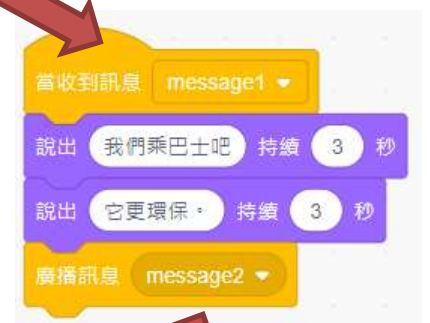 當收到訊息 message1
說出 我們乘巴士吧 持續 3 秒
說出 它更環保。 持續 3 秒
廣播訊息 message2